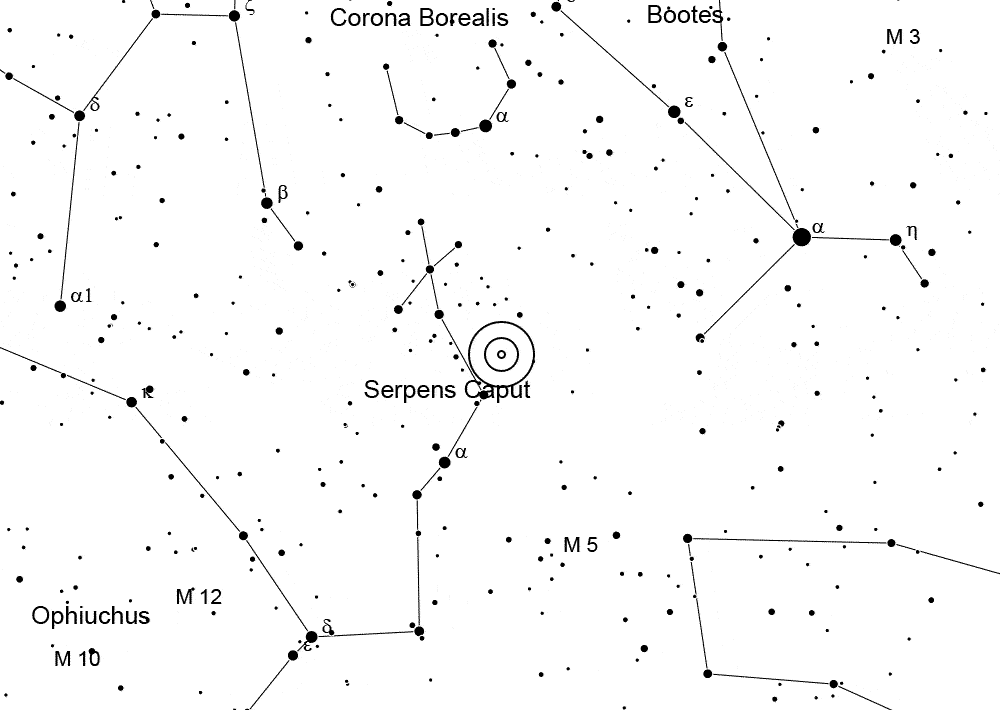 ζ
Corona Borealis
Bootes
M 3
δ
ε
α
β
α
η
α1
κ
Serpens Caput
α
M 5
M 12
Ophiuchus
δ
ε
M 10